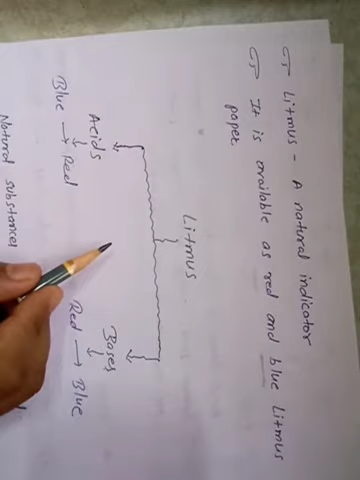 Litmus - A natural indicator
It is available as red and blue Litmus
paper.
Litmus
Acids
Bases
Blue → Red
Red → Blue
Natural substances